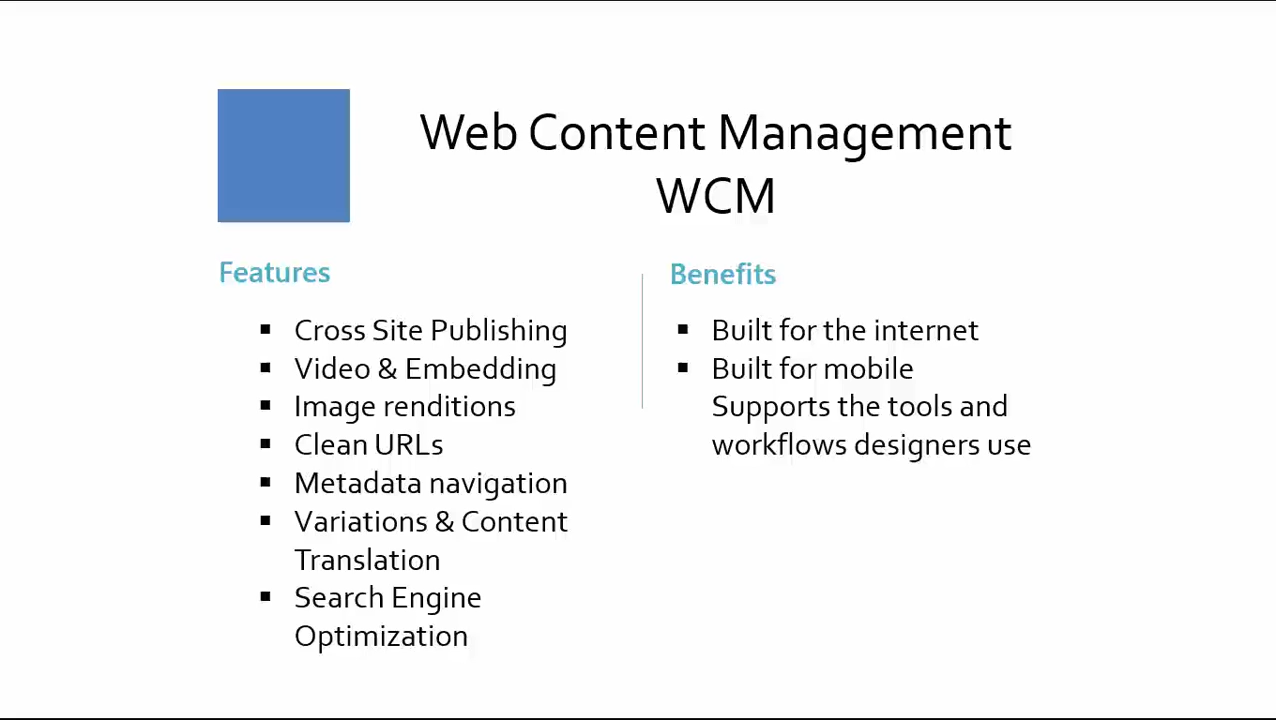 Web Content Management
WCM
Features
▪ Cross Site Publishing
▪ Video & Embedding
▪ Image renditions
▪ Clean URLs
▪ Metadata navigation
▪ Variations & Content
Translation
▪ Search Engine
Optimization
Benefits
▪ Built for the internet
▪ Built for mobile
Supports the tools and
workflows designers use